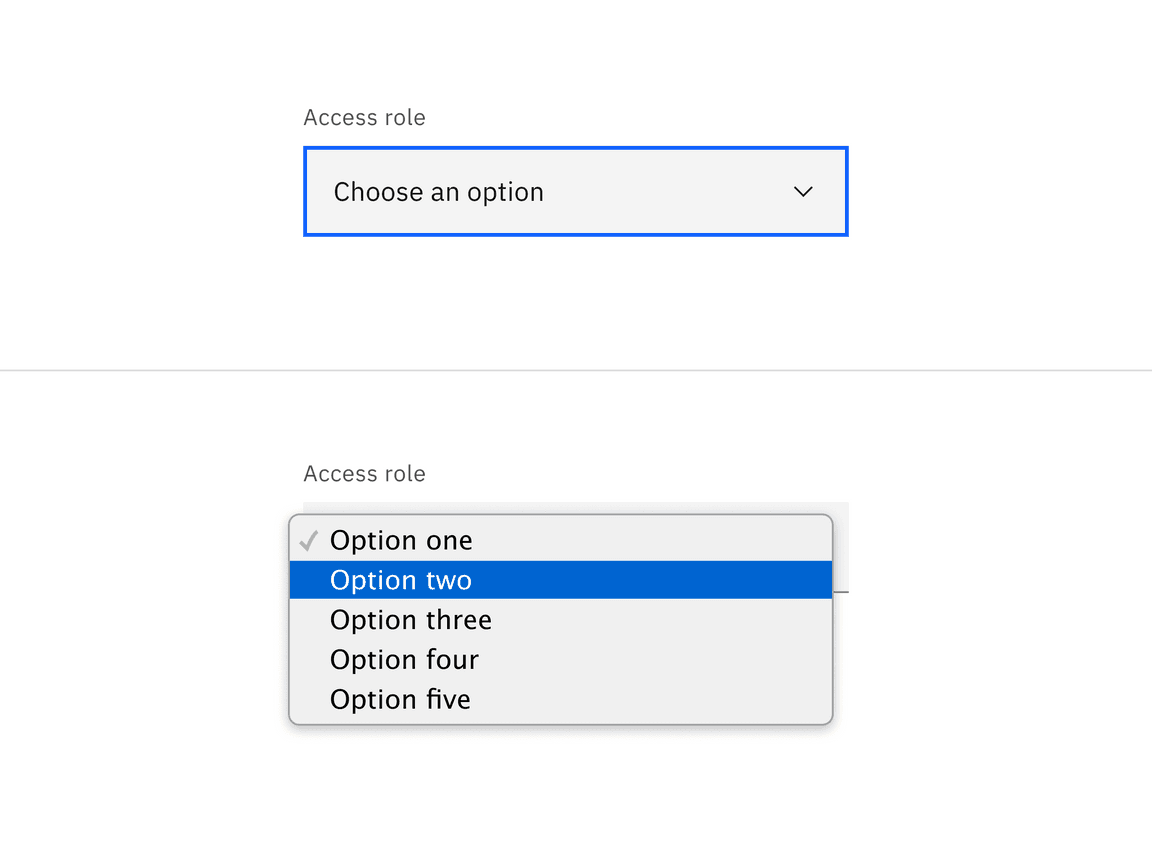 Access role
Choose an option
Access role
Option one
Option two
Option three
Option four
Option five